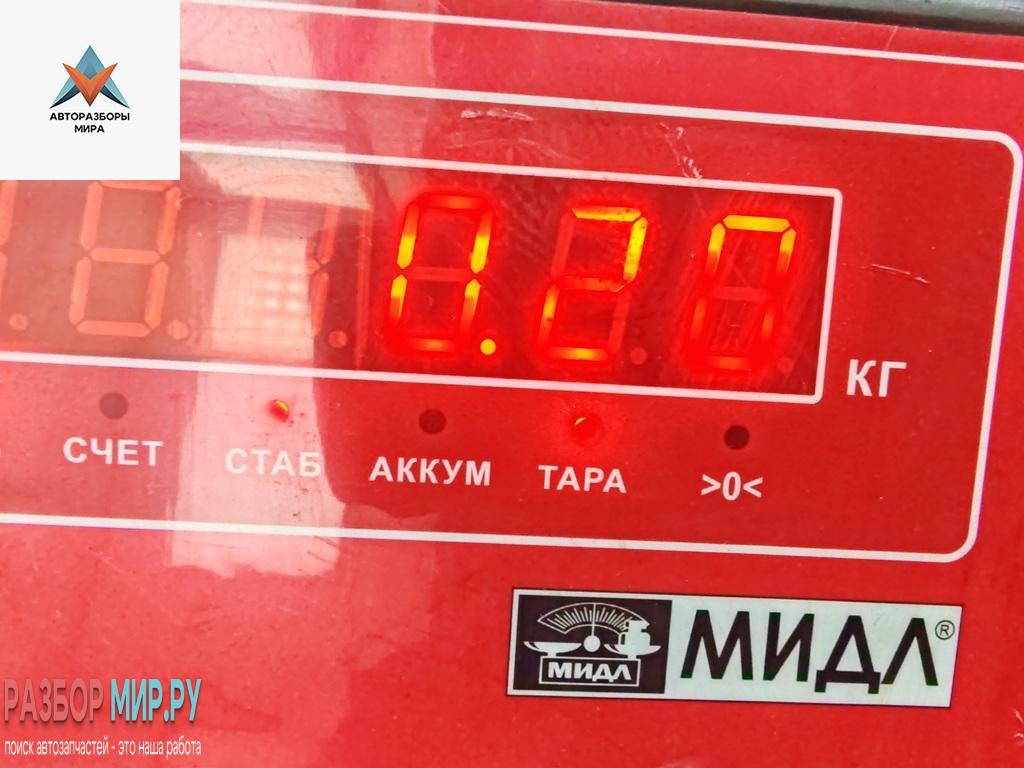 АВТОРАЗБОРЫ
МИРА
0.20
КГ
СЧЕТ СТАБ АККУМ ТАРА >0<
МИДЛ МИДЛ®
РАЗБОР МИР.РУ
поиск автозапчастей - это наша работа